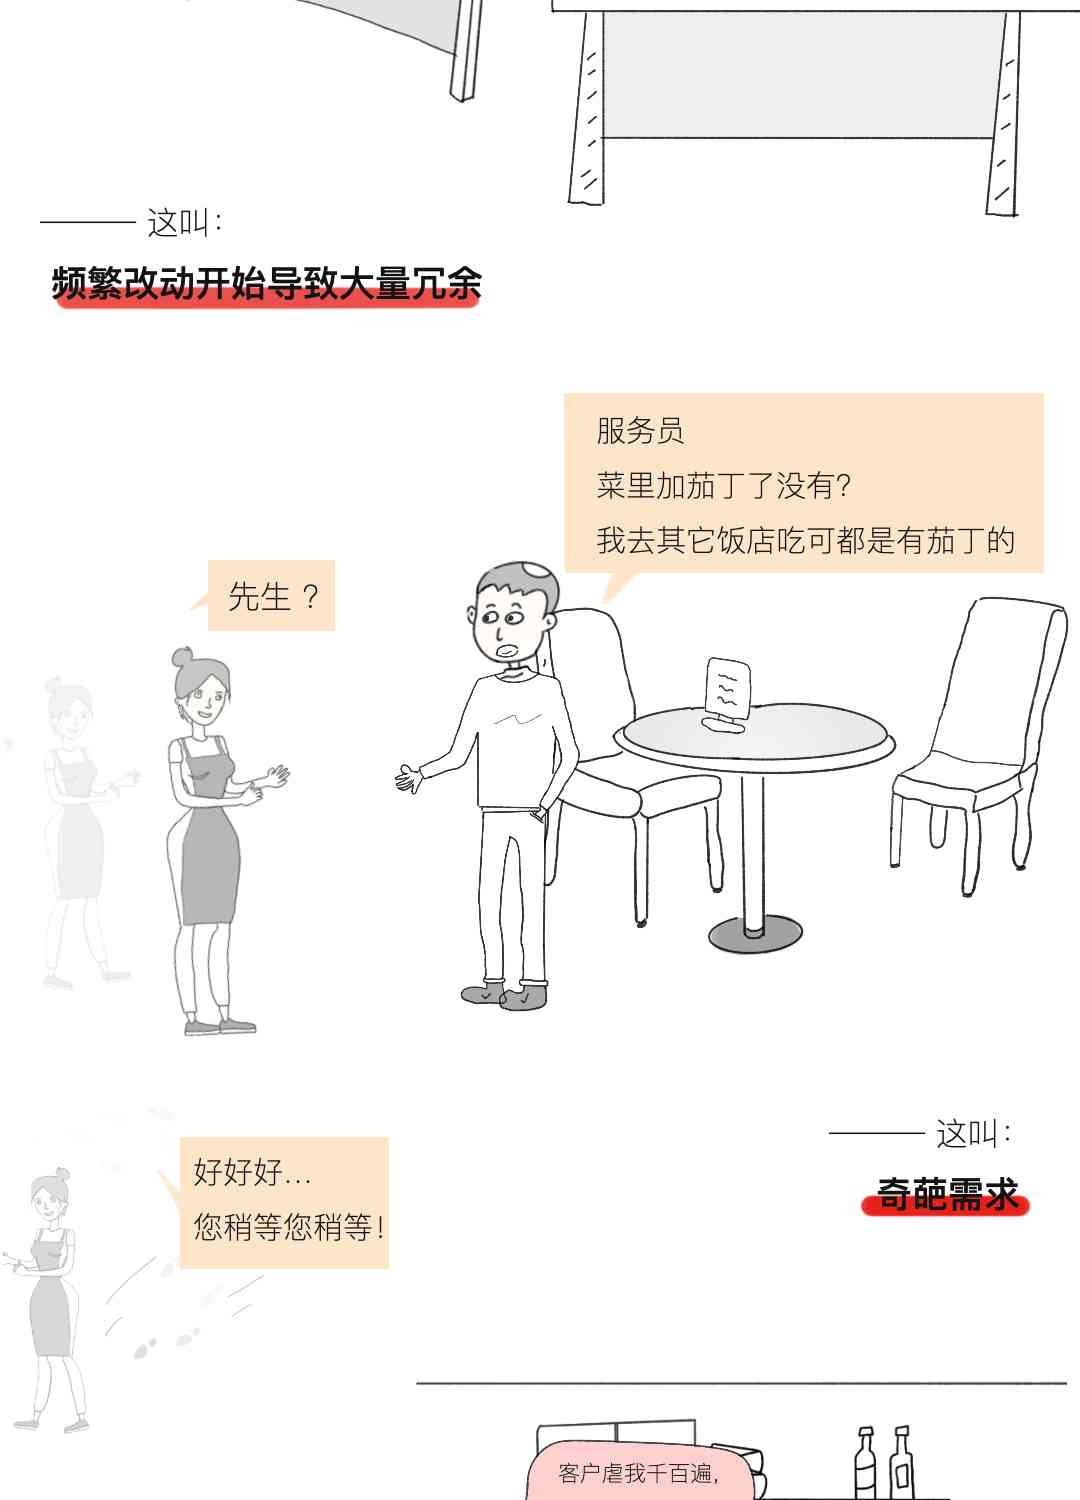 这叫：
频繁改动开始导致大量冗余
服务员
菜里加茄丁了没有？
我去其它饭店吃可都是有茄丁的
先生 ？
这叫：
奇葩需求
好好好...
您稍等您稍等！
客户虐我千百遍，